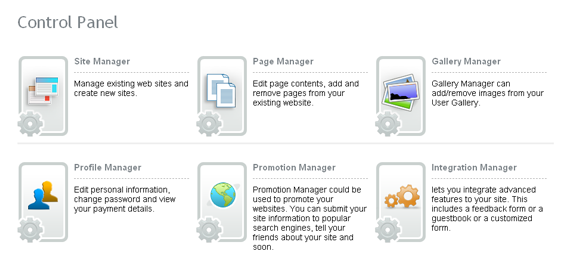 Control Panel
Site Manager
Manage existing web sites and
create new sites.
Page Manager
Edit page contents, add and
remove pages from your
existing website.
Gallery Manager
Gallery Manager can
add/remove images from your
User Gallery.
Profile Manager
Edit personal information,
change password and view
your payment details.
Promotion Manager
Promotion Manager could be
used to promote your
websites. You can submit your
site information to popular
search engines, tell your
friends about your site and
soon.
Integration Manager
lets you integrate advanced
features to your site. This
includes a feedback form or a
guestbook or a customized
form.